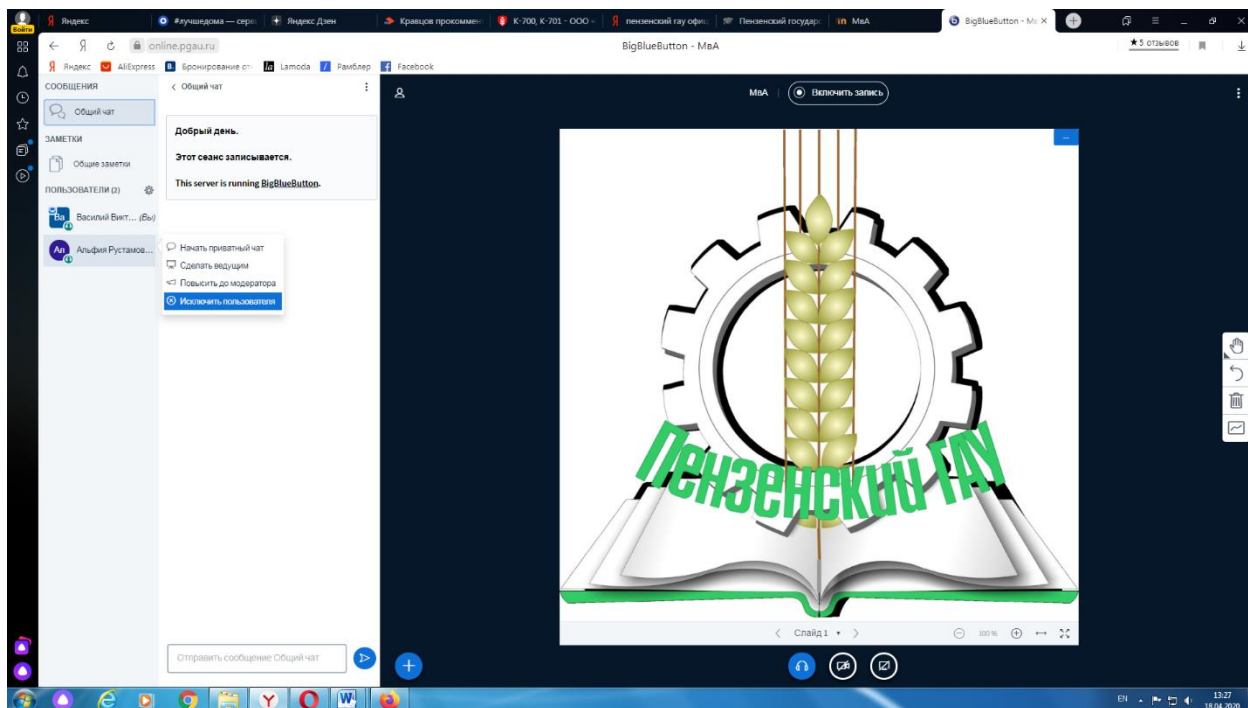 Войти
Яндекс
#лучшедома — серв
Яндекс Дзен
Кравцов прокоммен
К-700, К-701 - ООО «
пензенский гау офиц
Пензенский государс
МвА
BigBlueButton - Мв
online.pgau.ru
BigBlueButton - МвА
★5 отзывов
Яндекс
AliExpress
Бронирование от
Lamoda
Рамблер
Facebook
СООБЩЕНИЯ
Общий чат
ЗАМЕТКИ
Общие заметки
ПОЛЬЗОВАТЕЛИ (2)
Ва
Василий Викт... (Вы)
Ал
Альфия Рустамов...
Общий чат
Добрый день.
Этот сеанс записывается.
This server is running BigBlueButton.
Начать приватный чат
Сделать ведущим
Повысить до модератора
Исключить пользователя
Отправить сообщение Общий чат
МвА
Включить запись
Пензенский ГАУ
Слайд 1
100%
EN
13:27
18.04.2020